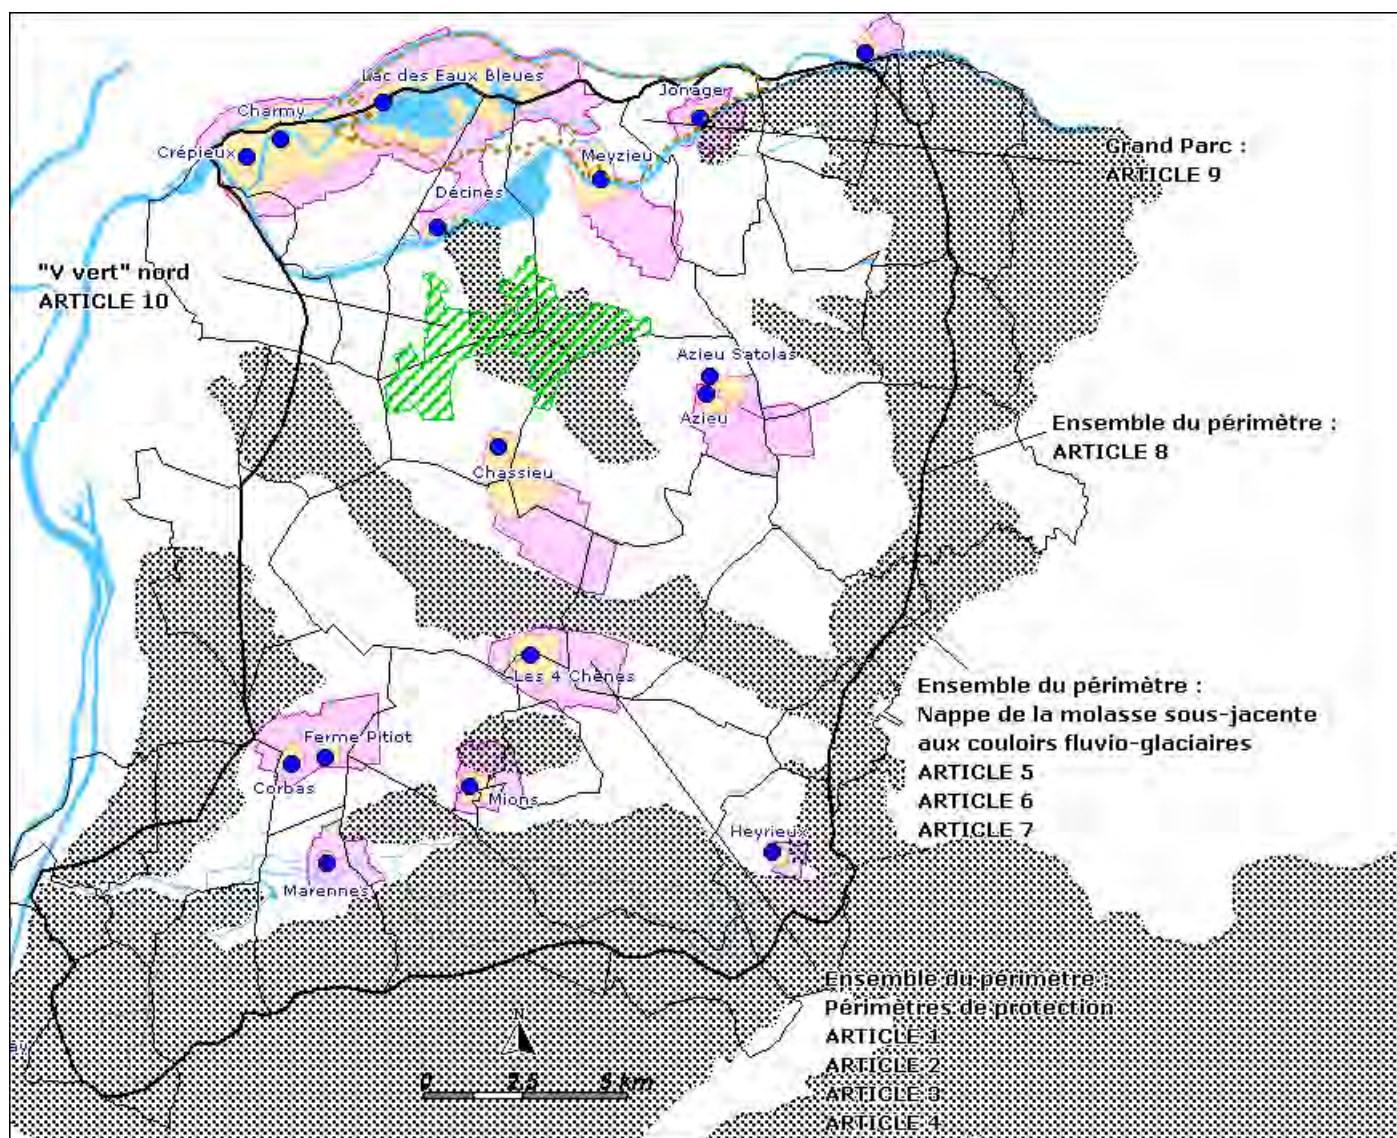 Lac des Eaux Bleues
Jonage
Charmy
Crépieux
Meyzieu
Décines
Grand Parc :
ARTICLE 9
"V vert" nord
ARTICLE 10
Azieu Satolas
Azieu
Ensemble du périmètre :
ARTICLE 8
Chassieu
Les 4 Chênes
Ensemble du périmètre :
Nappe de la molasse sous-jacente
aux couloirs fluvio-glaciaires
ARTICLE 5
ARTICLE 6
ARTICLE 7
Ferme Pitiot
Corbas
Mions
Heyrieux
Marennes
Ensemble du périmètre :
Périmètres de protection
ARTICLE 1
ARTICLE 2
ARTICLE 3
ARTICLE 4
N
0 2,5 5 km